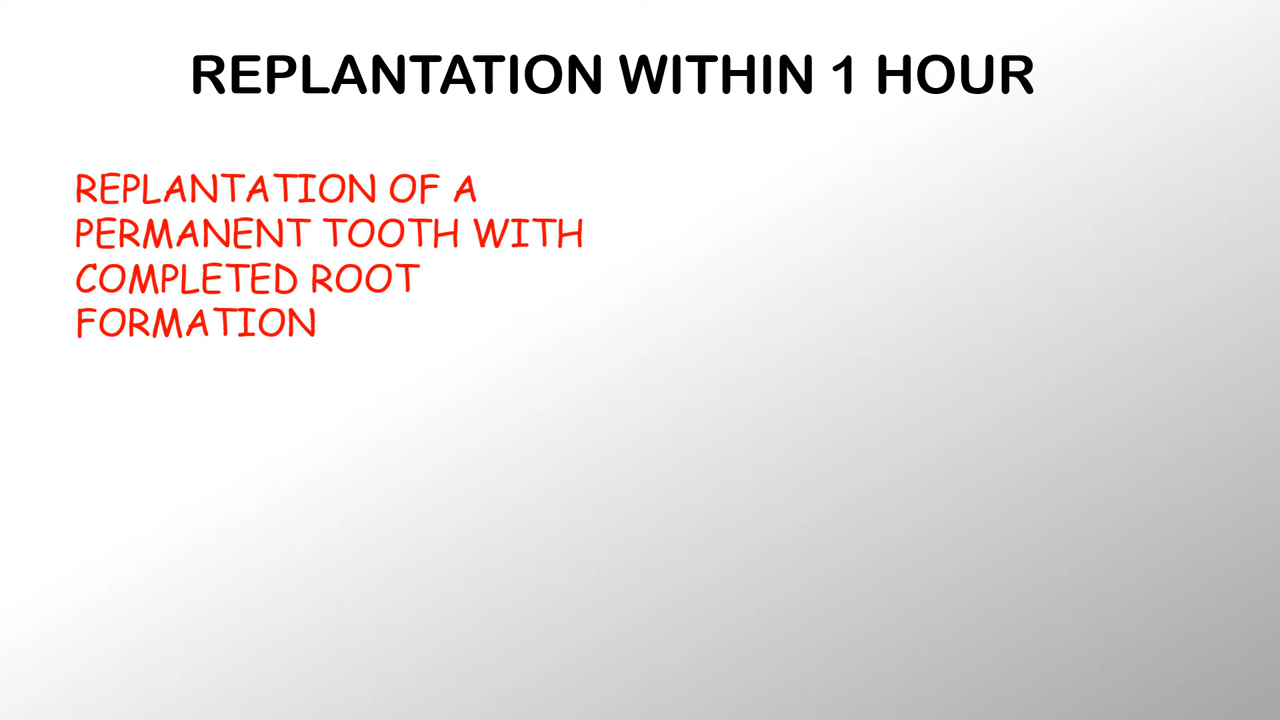 REPLANTATION WITHIN 1 HOUR
REPLANTATION OF A
PERMANENT TOOTH WITH
COMPLETED ROOT
FORMATION